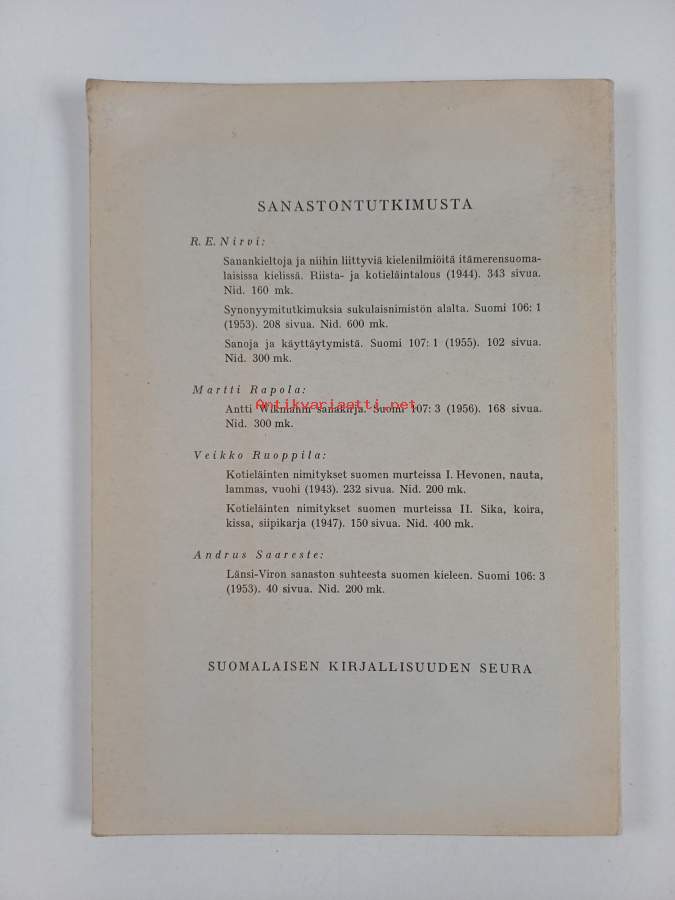 SANASTONTUTKIMUSTA
R. E. Nirvi:
Sanankieltoja ja niihin liittyviä kielenilmiöitä itämerensuoma-
laisissa kielissä. Riista- ja kotieläintalous (1944). 343 sivua.
Nid. 160 mk.
Synonyymitutkimuksia sukulaisnimistön alalta. Suomi 106: 1
(1953). 208 sivua. Nid. 600 mk.
Sanoja ja käyttäytymistä. Suomi 107: 1 (1955). 102 sivua.
Nid. 300 mk.
Martti Rapola:
Antikvariaatti.net
Antti Wikmanin sanakirja. Suomi 107: 3 (1956). 168 sivua.
Nid. 300 mk.
Veikko Ruoppila:
Kotieläinten nimitykset suomen murteissa I. Hevonen, nauta,
lammas, vuohi (1943). 232 sivua. Nid. 200 mk.
Kotieläinten nimitykset suomen murteissa II. Sika, koira,
kissa, siipikarja (1947). 150 sivua. Nid. 400 mk.
Andrus Saareste:
Länsi-Viron sanaston suhteesta suomen kieleen. Suomi 106: 3
(1953). 40 sivua. Nid. 200 mk.
SUOMALAISEN KIRJALLISUUDEN SEURA